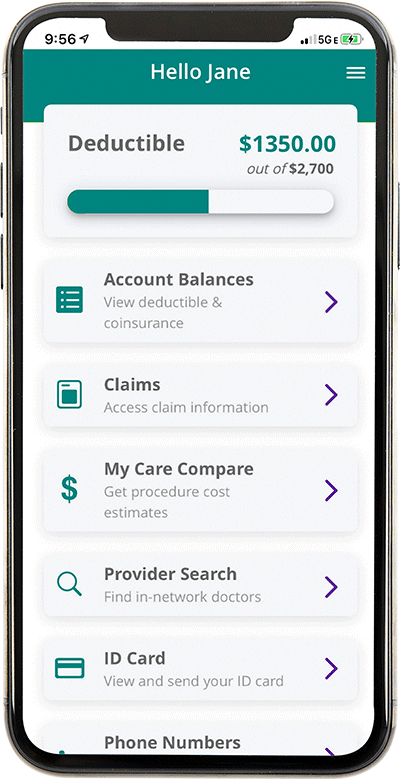 9:56
5GE
Hello Jane
Deductible
$1350.00
out of $2,700
Account Balances
View deductible &
coinsurance
Claims
Access claim information
My Care Compare
Get procedure cost
estimates
$
Provider Search
Find in-network doctors
ID Card
View and send your ID card
Phone Numbers